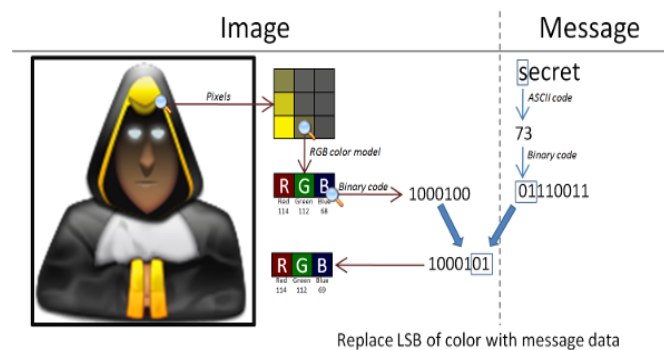 Image
Message
Pixels
secret
ASCII code
73
RGB color model
Binary code
R G B
Red Green Blue
114 112 68
Binary code
1000100
01110011
R G B
Red Green Blue
114 112 69
1000101
Replace LSB of color with message data